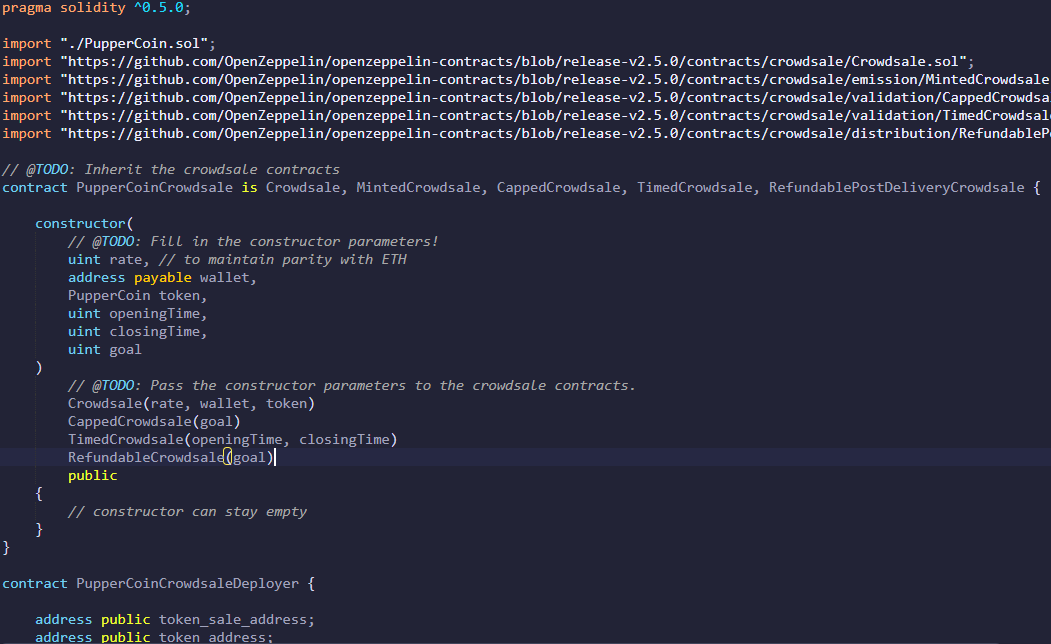 pragma solidity ^0.5.0;
import "./PupperCoin.sol";
import "https://github.com/OpenZeppelin/openzeppelin-contracts/blob/release-v2.5.0/contracts/crowdsale/Crowdsale.sol";
import "https://github.com/OpenZeppelin/openzeppelin-contracts/blob/release-v2.5.0/contracts/crowdsale/emission/MintedCrowdsale
import "https://github.com/OpenZeppelin/openzeppelin-contracts/blob/release-v2.5.0/contracts/crowdsale/validation/CappedCrowdsa
import "https://github.com/OpenZeppelin/openzeppelin-contracts/blob/release-v2.5.0/contracts/crowdsale/validation/TimedCrowdsal
import "https://github.com/OpenZeppelin/openzeppelin-contracts/blob/release-v2.5.0/contracts/crowdsale/distribution/RefundableP
// @TODO: Inherit the crowdsale contracts
contract PupperCoinCrowdsale is Crowdsale, MintedCrowdsale, CappedCrowdsale, TimedCrowdsale, RefundablePostDeliveryCrowdsale {
constructor(
// @TODO: Fill in the constructor parameters!
uint rate, // to maintain parity with ETH
address payable wallet,
PupperCoin token,
uint openingTime,
uint closingTime,
uint goal
)
// @TODO: Pass the constructor parameters to the crowdsale contracts.
Crowdsale(rate, wallet, token)
CappedCrowdsale(goal)
TimedCrowdsale(openingTime, closingTime)
RefundableCrowdsale(goal)
public
{
// constructor can stay empty
}
}
contract PupperCoinCrowdsaleDeployer {
address public token_sale_address;
address public token_address;